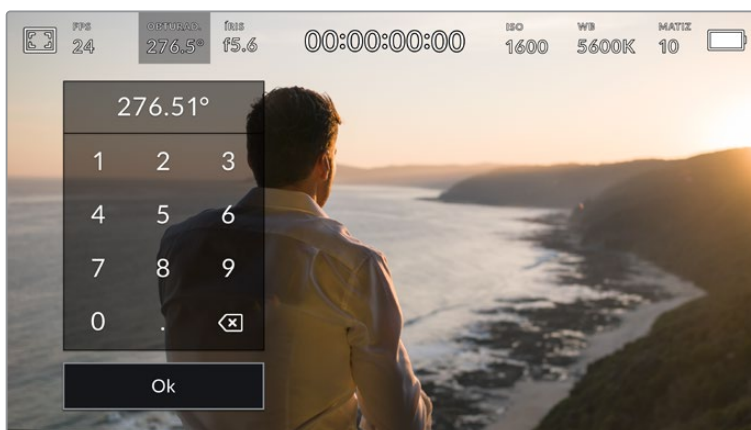 FPS OBTURAD. ÍRIS ISO WB MATIZ
24 276.5° f5.6 00:00:00:00 1600 5600K 10
276.51°
1 2 3
4 5 6
7 8 9
0 .
Ok